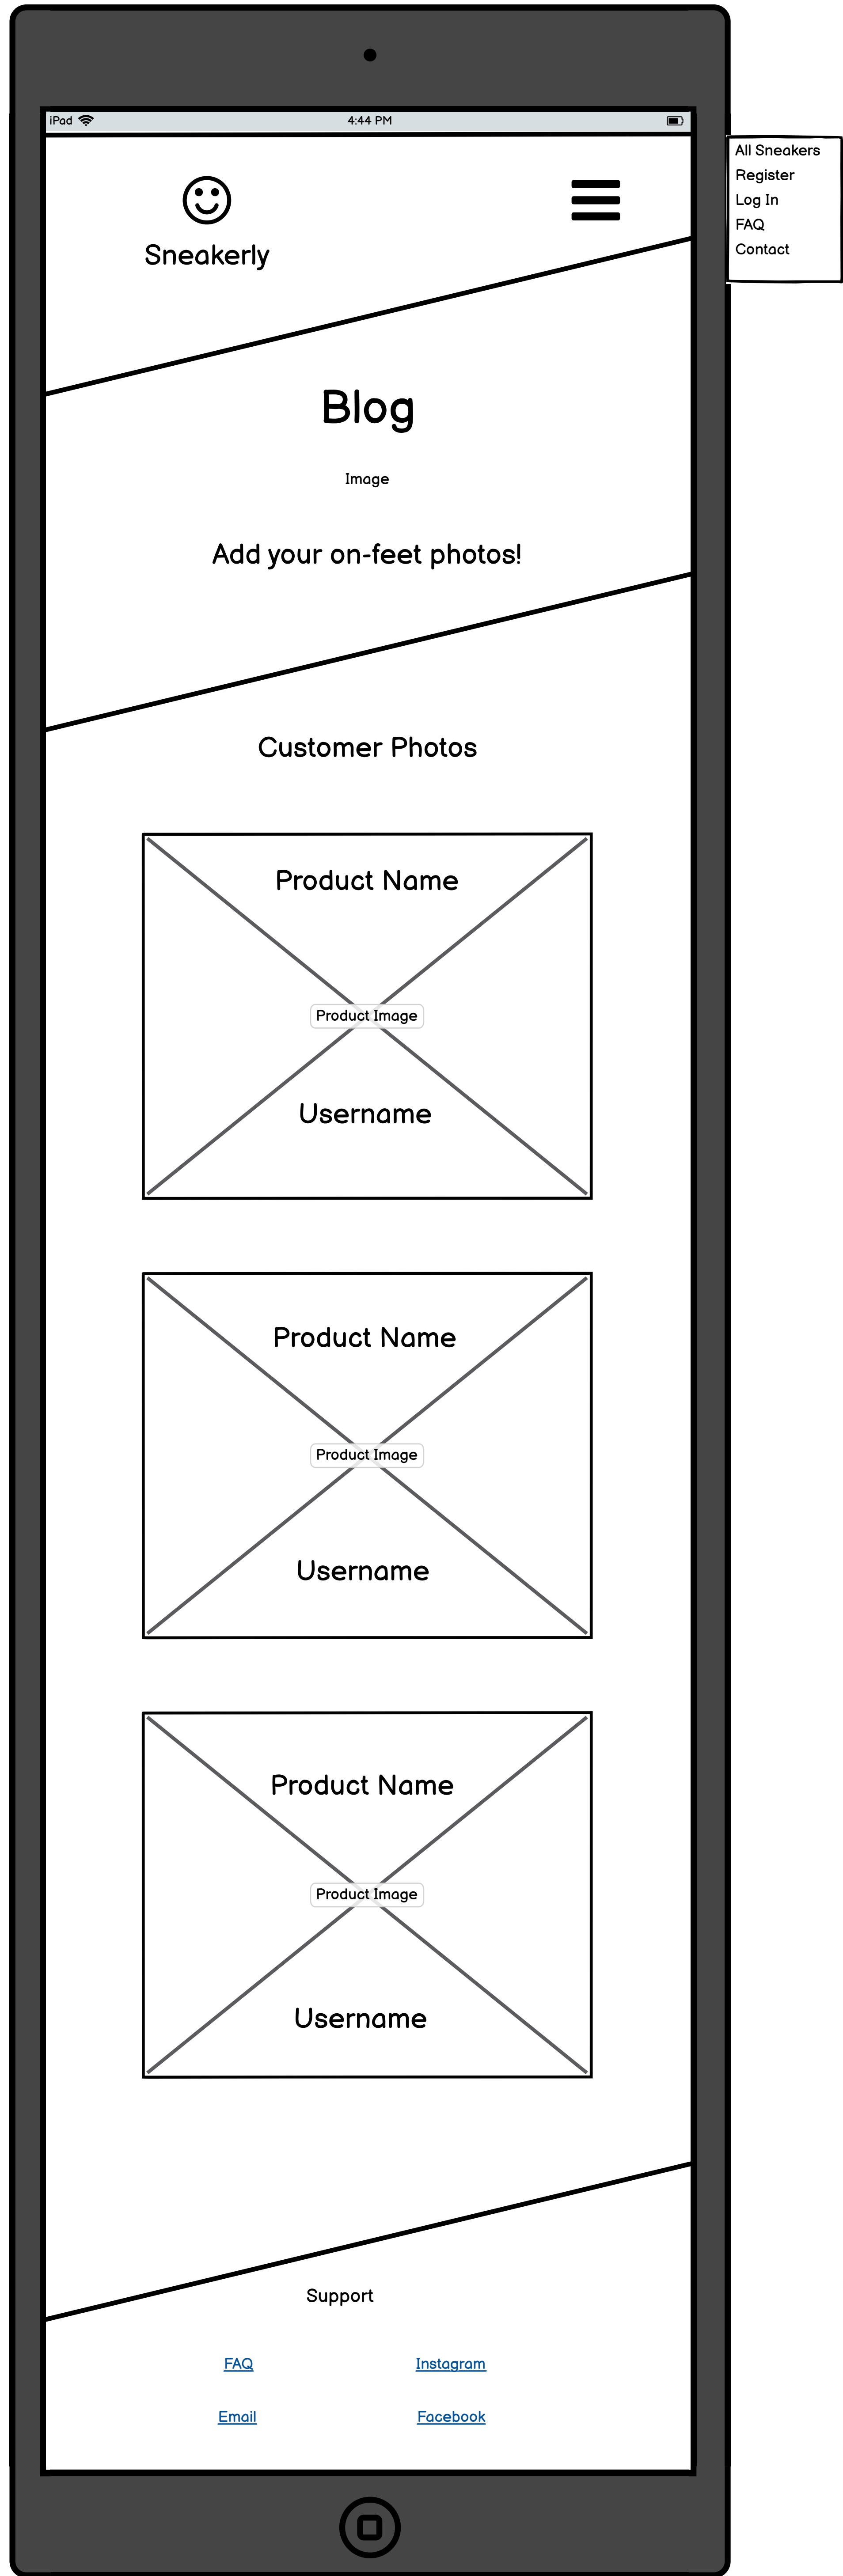 iPad
4:44 PM
All Sneakers
Register
Log In
FAQ
Contact
Sneakerly
Blog
Image
Add your on-feet photos!
Customer Photos
Product Name
Product Image
Username
Product Name
Product Image
Username
Product Name
Product Image
Username
Support
FAQ
Instagram
Email
Facebook